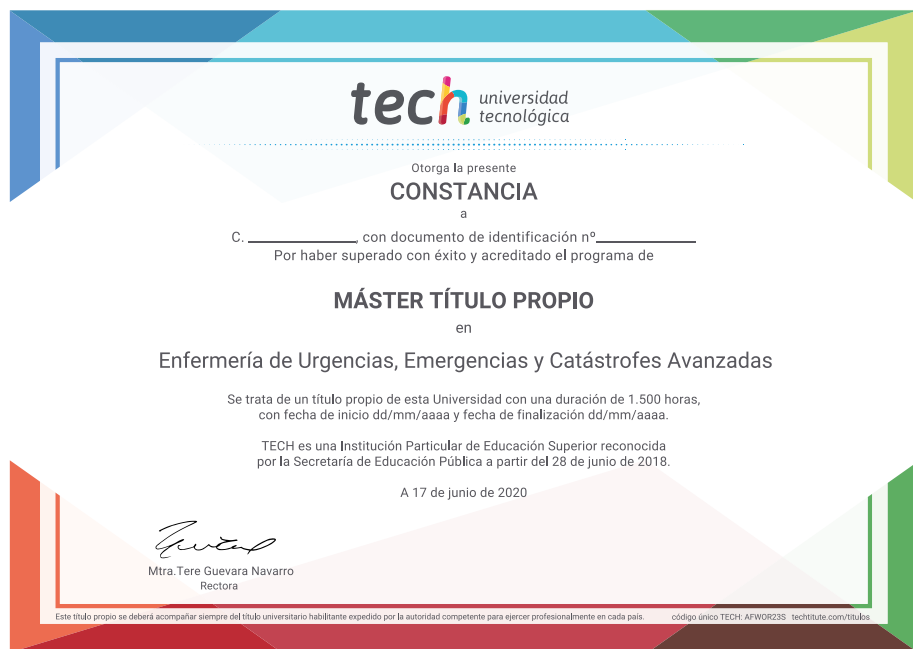 tech universidad
tecnológica
Otorga la presente
CONSTANCIA
a
C. ____________, con documento de identificación nº___________
Por haber superado con éxito y acreditado el programa de
MÁSTER TÍTULO PROPIO
en
Enfermería de Urgencias, Emergencias y Catástrofes Avanzadas
Se trata de un título propio de esta Universidad con una duración de 1.500 horas,
con fecha de inicio dd/mm/aaaa y fecha de finalización dd/mm/aaaa.
TECH es una Institución Particular de Educación Superior reconocida
por la Secretaría de Educación Pública a partir del 28 de junio de 2018.
A 17 de junio de 2020
Mtra.Tere Guevara Navarro
Rectora
Este título propio se deberá acompañar siempre del título universitario habilitante expedido por la autoridad competente para ejercer profesionalmente en cada país. código único TECH: AFWOR23S techtitute.com/titulos